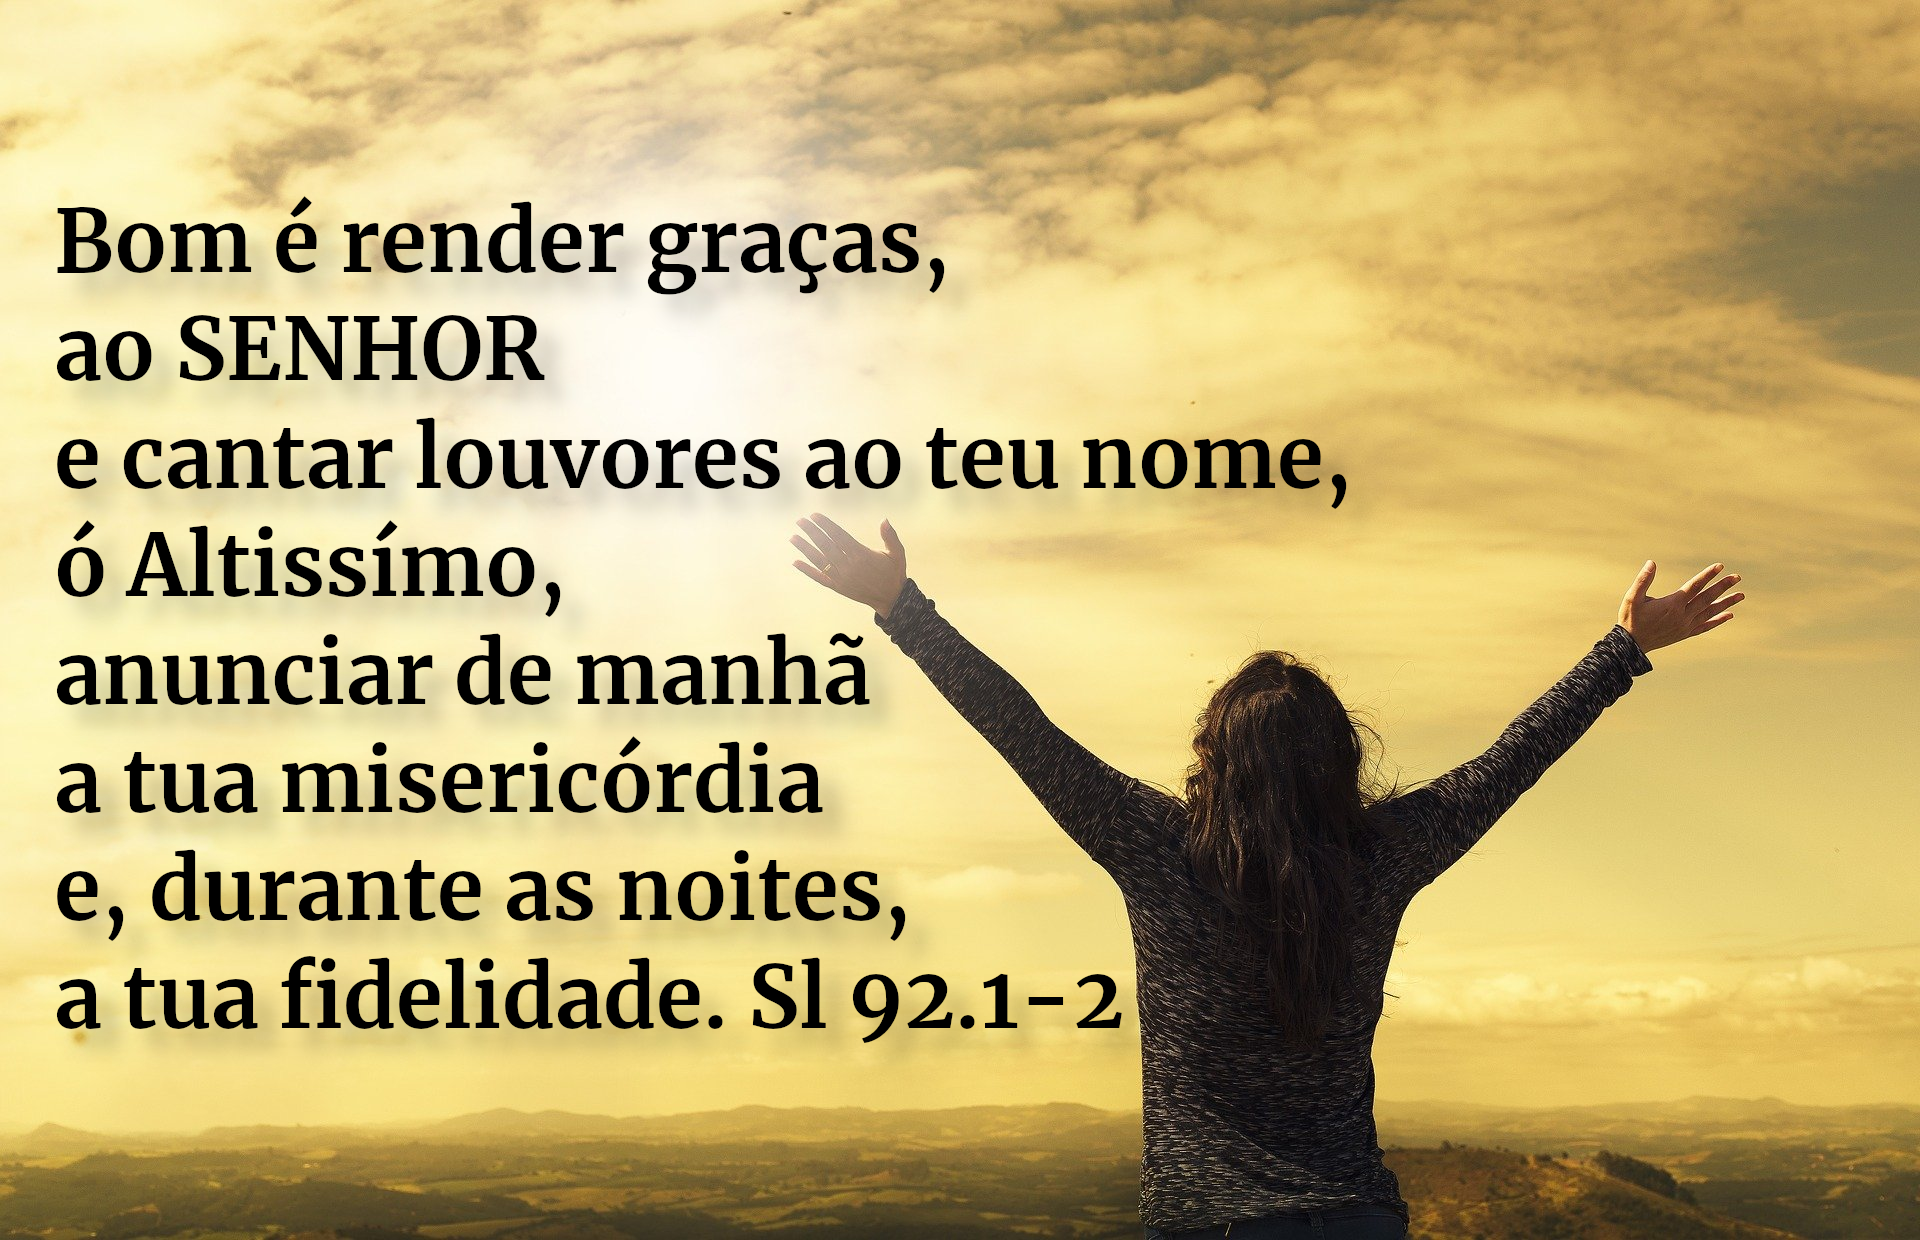 Bom é render graças,
ao SENHOR
e cantar louvores ao teu nome,
ó Altissímo,
anunciar de manhã
a tua misericórdia
e, durante as noites,
a tua fidelidade. Sl 92.1-2